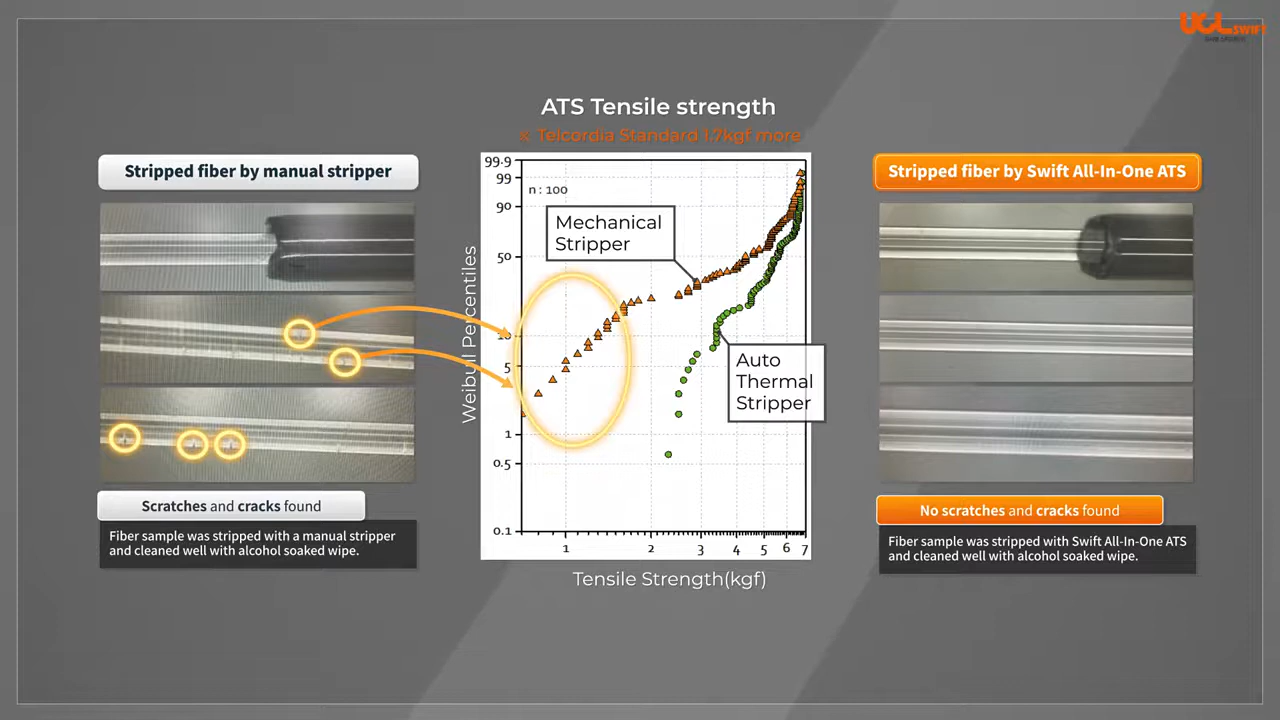 UCL SWIFT
ATS Tensile strength
※ Telcordia Standard 1.7kgf more
Stripped fiber by manual stripper
Scratches and cracks found
Fiber sample was stripped with a manual stripper
and cleaned well with alcohol soaked wipe.
Weibull Percentiles
99.9
99
90
50
5
1
0.5
0.1
n : 100
Mechanical
Stripper
Auto
Thermal
Stripper
1 2 3 4 5 6 7
Tensile Strength(kgf)
Stripped fiber by Swift All-In-One ATS
No scratches and cracks found
Fiber sample was stripped with Swift All-In-One ATS
and cleaned well with alcohol soaked wipe.